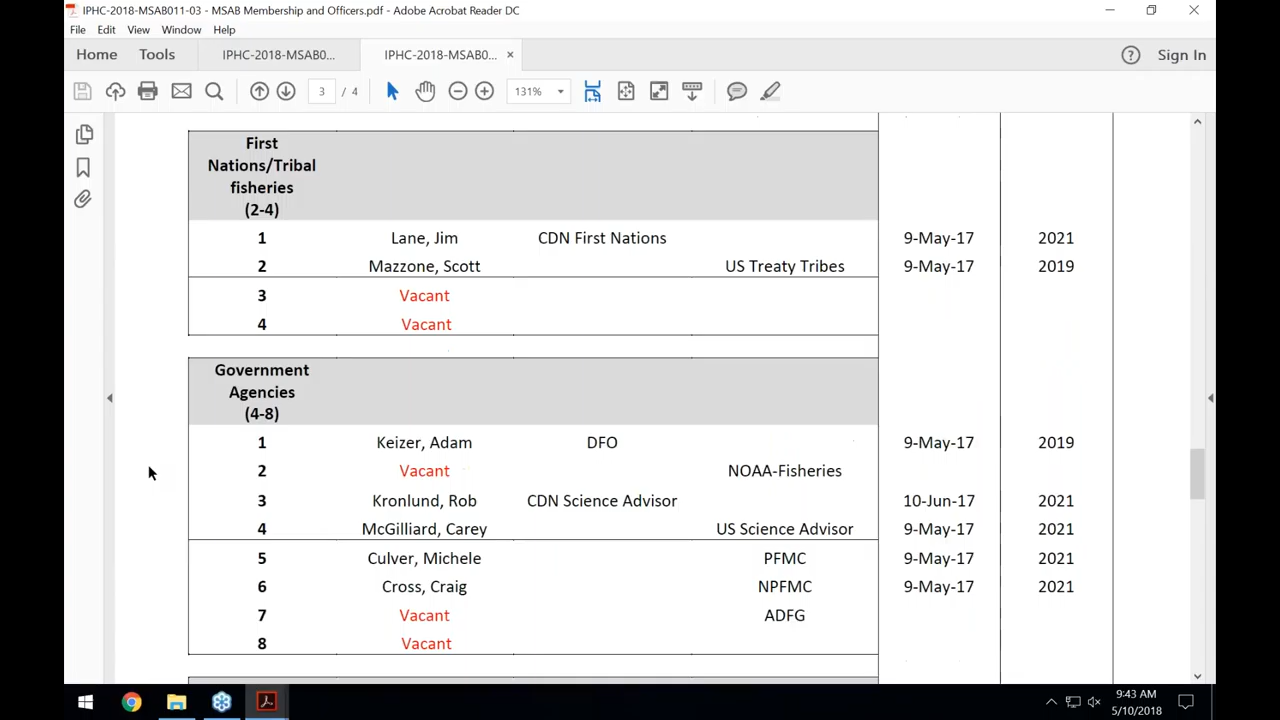 IPHC-2018-MSAB011-03 - MSAB Membership and Officers.pdf - Adobe Acrobat Reader DC
File Edit View Window Help
Home Tools IPHC-2018-MSAB0... IPHC-2018-MSAB0... × ? Sign In
3 / 4 131%
First
Nations/Tribal
fisheries
(2-4)
1 Lane, Jim CDN First Nations 9-May-17 2021
2 Mazzone, Scott US Treaty Tribes 9-May-17 2019
3 Vacant
4 Vacant
Government
Agencies
(4-8)
1 Keizer, Adam DFO 9-May-17 2019
2 Vacant NOAA-Fisheries
3 Kronlund, Rob CDN Science Advisor 10-Jun-17 2021
4 McGilliard, Carey US Science Advisor 9-May-17 2021
5 Culver, Michele PFMC 9-May-17 2021
6 Cross, Craig NPFMC 9-May-17 2021
7 Vacant ADFG
8 Vacant
9:43 AM
5/10/2018